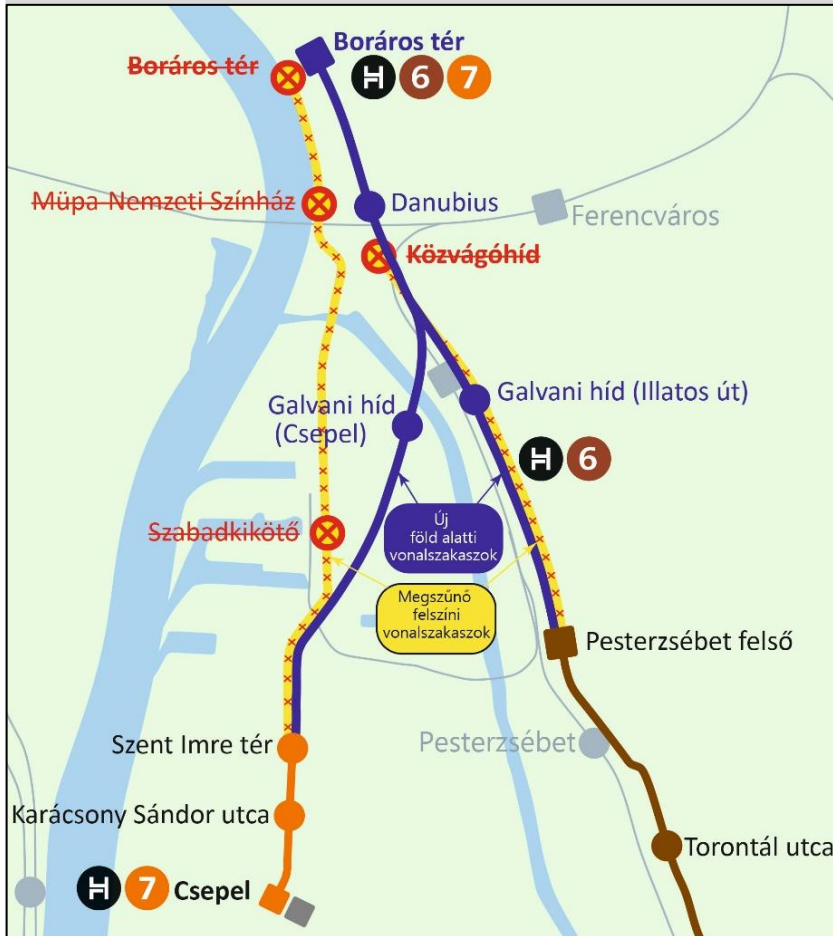 Boráros tér
Boráros tér
H 6 7
Müpa-Nemzeti Színház
Danubius
Ferencváros
Közvágóhíd
Galvani híd (Illatos út)
Galvani híd
(Csepel)
H 6
Új
föld alatti
vonalszakaszok
Szabadkikötő
Megszűnő
felszíni
vonalszakaszok
Pesterzsébet felső
Szent Imre tér
Pesterzsébet
Karácsony Sándor utca
Torontál utca
H 7 Csepel